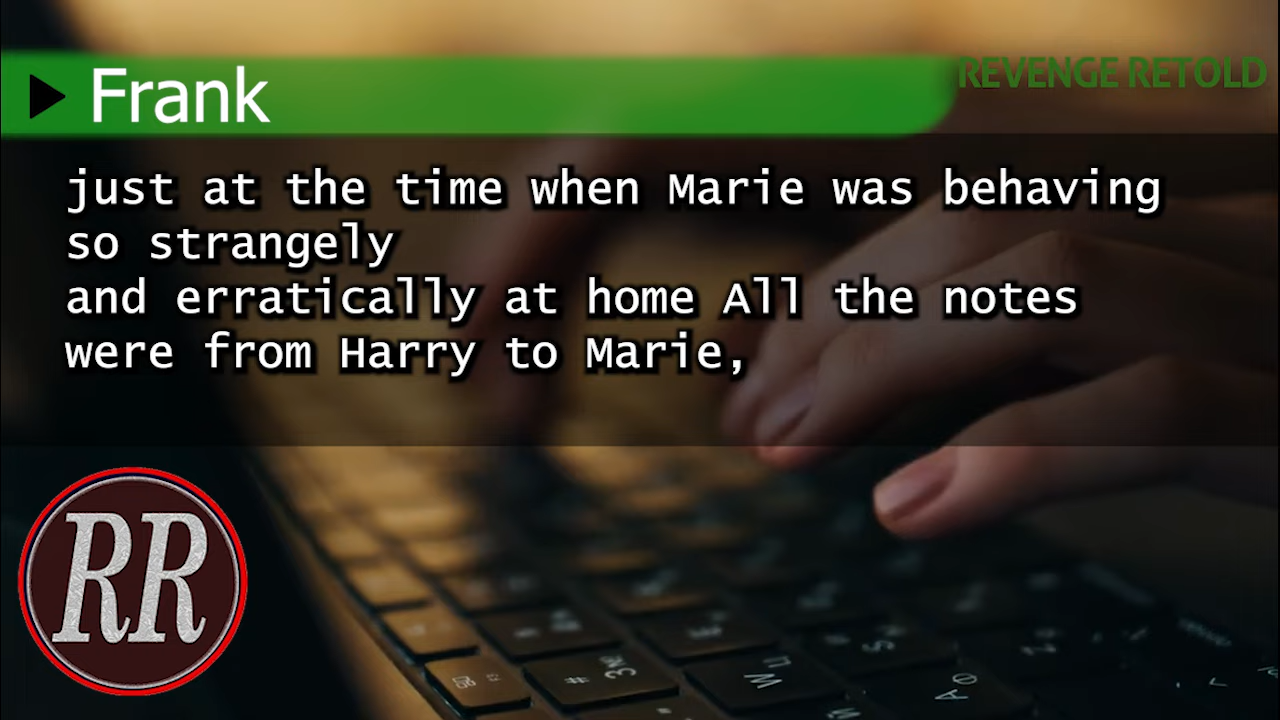 Frank
REVENGE RETOLD
just at the time when Marie was behaving
so strangely
and erratically at home All the notes
were from Harry to Marie,
RR